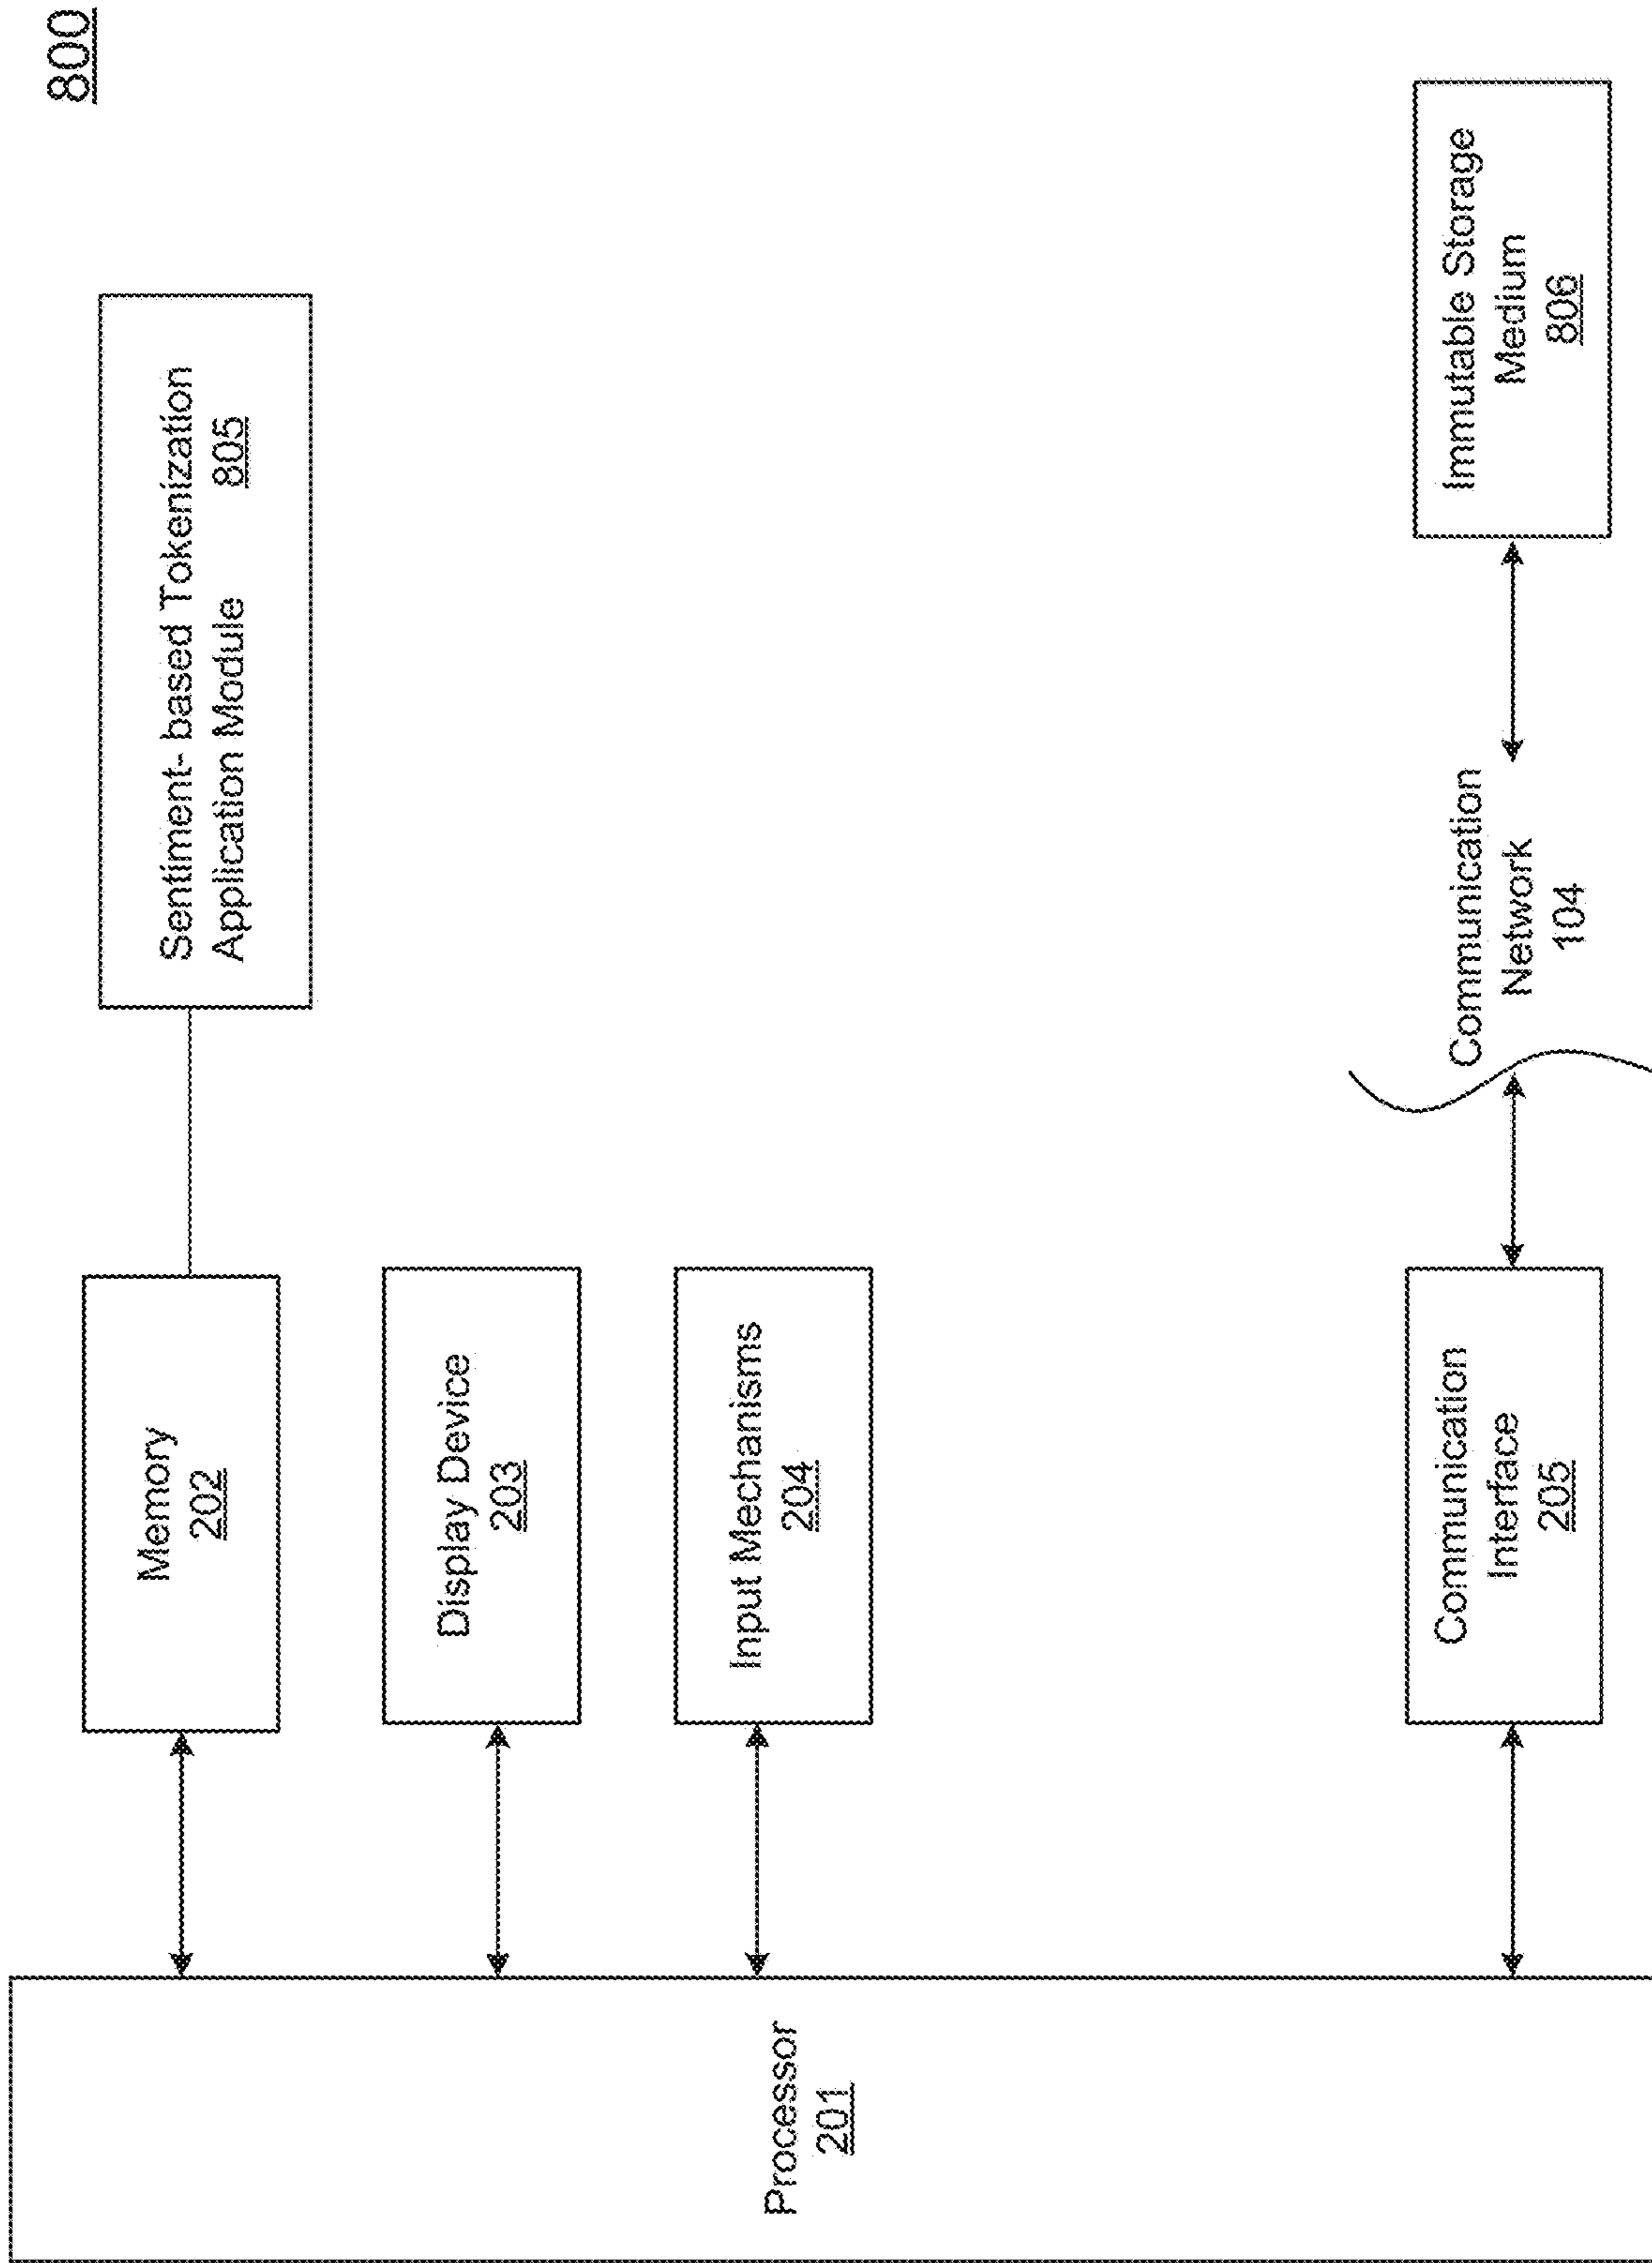 800
Processor
201
Memory
202
Sentiment- based Tokenization
Application Module 805
Display Device
203
Input Mechanisms
204
Communication
Interface
205
Communication
Network
104
Immutable Storage
Medium
806